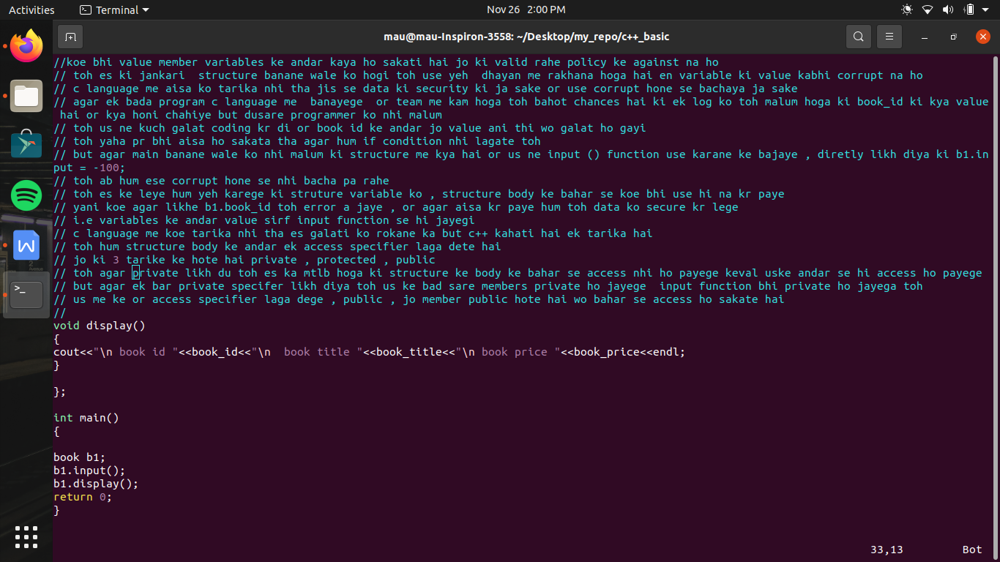 Activities
Terminal
Nov 26 2:00 PM
mau@mau-Inspiron-3558: ~/Desktop/my_repo/c++_basic
//koe bhi value member variables ke andar kaya ho sakati hai jo ki valid rahe policy ke against na ho
// toh es ki jankari  structure banane wale ko hogi toh use yeh  dhayan me rakhana hoga hai en variable ki value kabhi corrupt na ho
// c language me aisa ko tarika nhi tha jis se data ki security ki ja sake or use corrupt hone se bachaya ja sake
// agar ek bada program c language me  banayege  or team me kam hoga toh bahot chances hai ki ek log ko toh malum hoga ki book_id ki kya value
 hai or kya honi chahiye but dusare programmer ko nhi malum
// toh us ne kuch galat coding kr di or book id ke andar jo value ani thi wo galat ho gayi
// toh yaha pr bhi aisa ho sakata tha agar hum if condition nhi lagate toh
// but agar main banane wale ko nhi malum ki structure me kya hai or us ne input () function use karane ke bajaye , diretly likh diya ki b1.in
put = -100;
// toh ab hum ese corrupt hone se nhi bacha pa rahe
// toh es ke leye hum yeh karege ki struture variable ko , structure body ke bahar se koe bhi use hi na kr paye
// yani koe agar likhe b1.book_id toh error a jaye , or agar aisa kr paye hum toh data ko secure kr lege
// i.e variables ke andar value sirf input function se hi jayegi
// c language me koe tarika nhi tha es galati ko rokane ka but c++ kahati hai ek tarika hai
// toh hum structure body ke andar ek access specifier laga dete hai
// jo ki 3 tarike ke hote hai private , protected , public
// toh agar private likh du toh es ka mtlb hoga ki structure ke body ke bahar se access nhi ho payege keval uske andar se hi access ho payege
// but agar ek bar private specifer likh diya toh us ke bad sare members private ho jayege  input function bhi private ho jayega toh
// us me ke or access specifier laga dege , public , jo member public hote hai wo bahar se access ho sakate hai
//
void display()
{
cout<<"\n book id "<<book_id<<"\n  book title "<<book_title<<"\n book price "<<book_price<<endl;
}
};
int main()
{
book b1;
b1.input();
b1.display();
return 0;
}
33,13
Bot